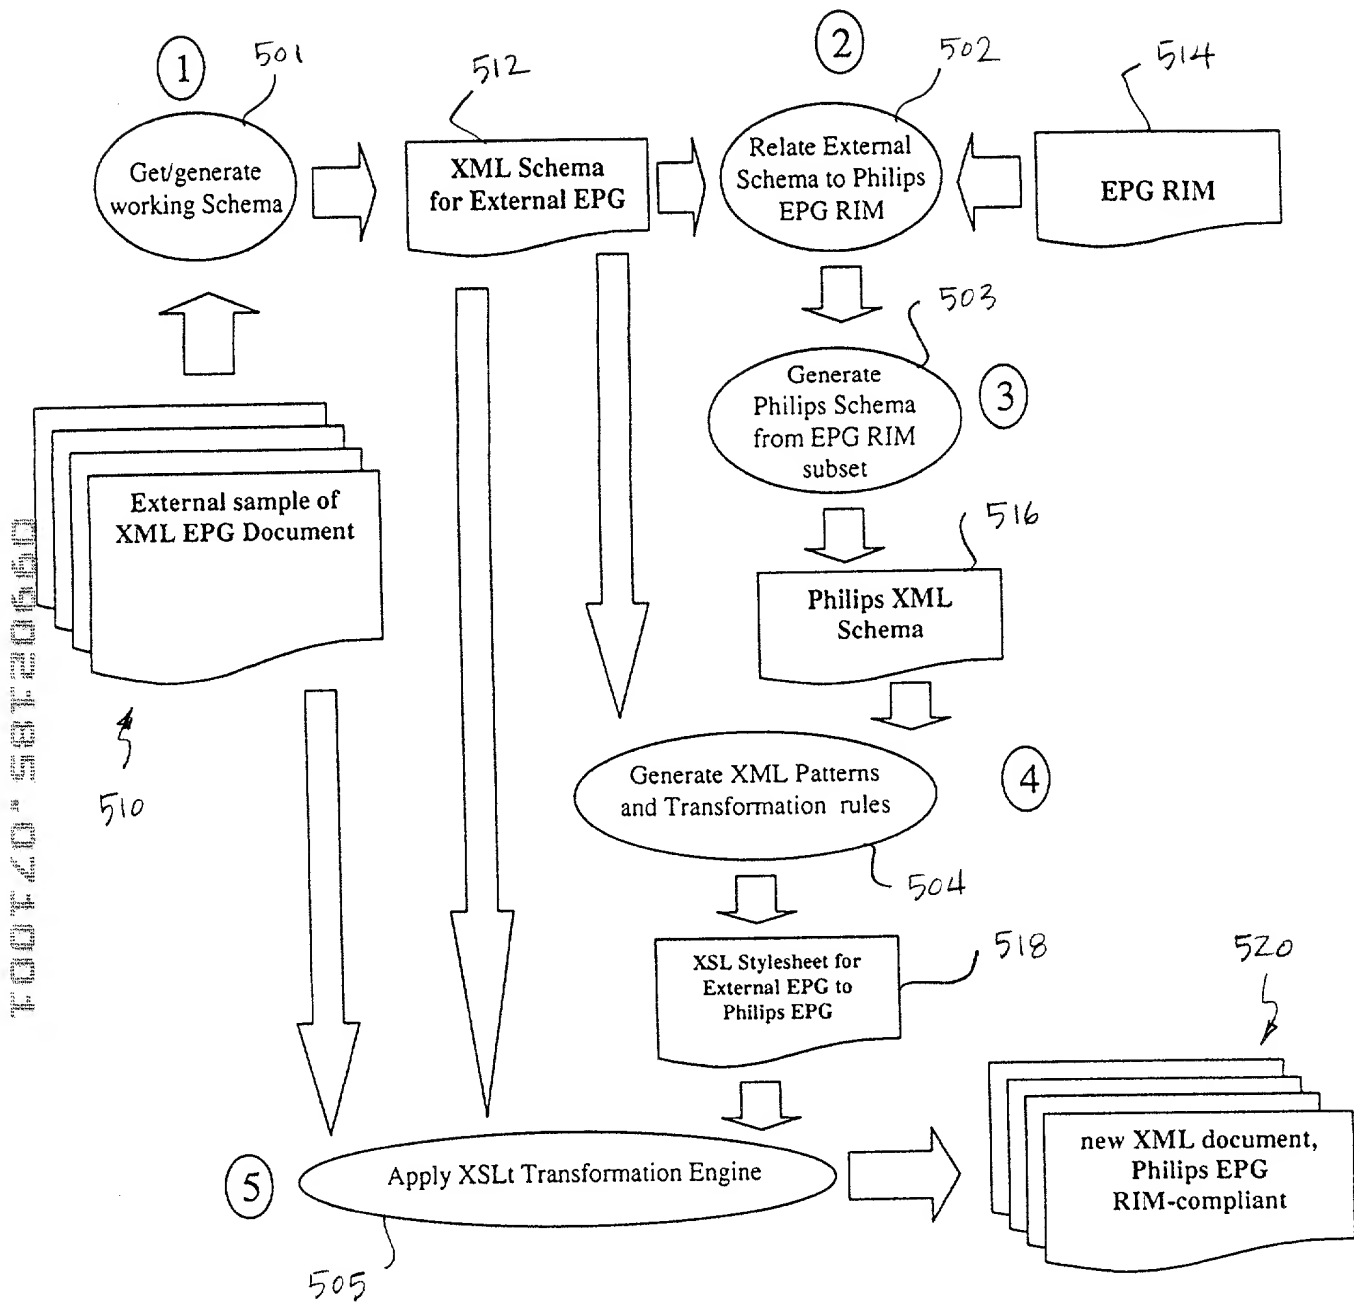 1
501
512
2
502
514
Get/generate
working Schema
XML Schema
for External EPG
Relate External
Schema to Philips
EPG RIM
EPG RIM
503
Generate
Philips Schema
from EPG RIM
subset
3
External sample of
XML EPG Document
516
Philips XML
Schema
510
Generate XML Patterns
and Transformation rules
4
504
XSL Stylesheet for
External EPG to
Philips EPG
518
520
5
Apply XSLt Transformation Engine
new XML document,
Philips EPG
RIM-compliant
505